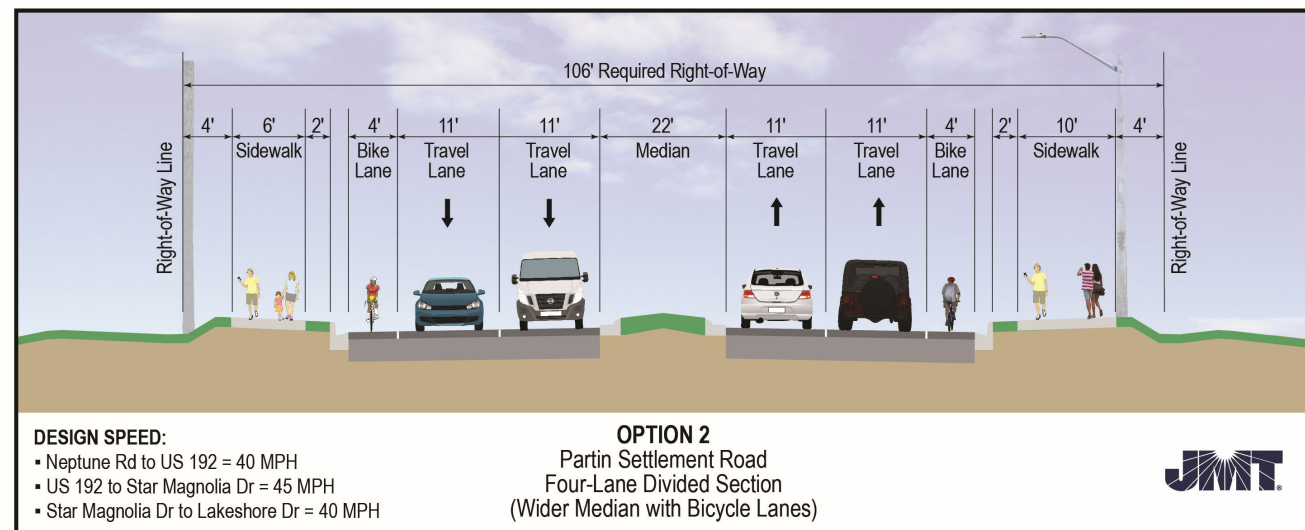 106' Required Right-of-Way
4' 6' 2' 4' 11' 11' 22' 11' 11' 4' 2' 10' 4'
Right-of-Way Line
Sidewalk
Bike
Lane
Travel
Lane
Travel
Lane
Median
Travel
Lane
Travel
Lane
Bike
Lane
Sidewalk
Right-of-Way Line
DESIGN SPEED:
▪ Neptune Rd to US 192 = 40 MPH
▪ US 192 to Star Magnolia Dr = 45 MPH
▪ Star Magnolia Dr to Lakeshore Dr = 40 MPH
OPTION 2
Partin Settlement Road
Four-Lane Divided Section
(Wider Median with Bicycle Lanes)
JMT®